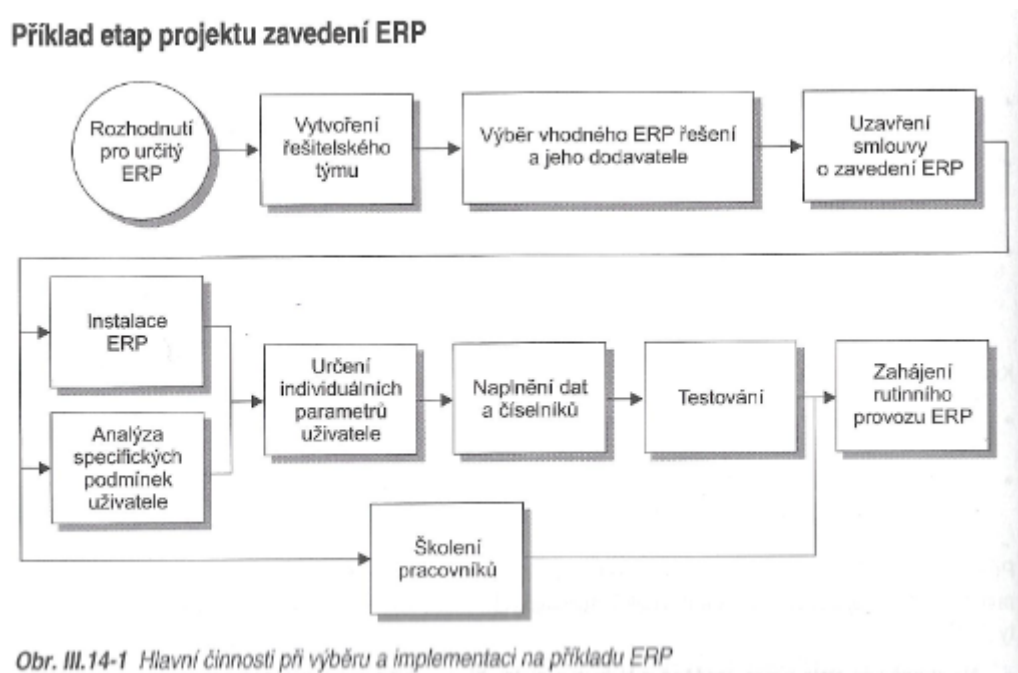 Příklad etap projektu zavedení ERP
Rozhodnutí
pro určitý
ERP
Vytvoření
řešitelského
týmu
Výběr vhodného ERP řešení
a jeho dodavatele
Uzavření
smlouvy
o zavedení ERP
Instalace
ERP
Analýza
specifických
podmínek
uživatele
Určení
individuálních
parametrů
uživatele
Naplnění dat
a číselníků
Testování
Zahájení
rutinního
provozu ERP
Školení
pracovníků
Obr. III.14-1 Hlavní činnosti při výběru a implementaci na příkladu ERP